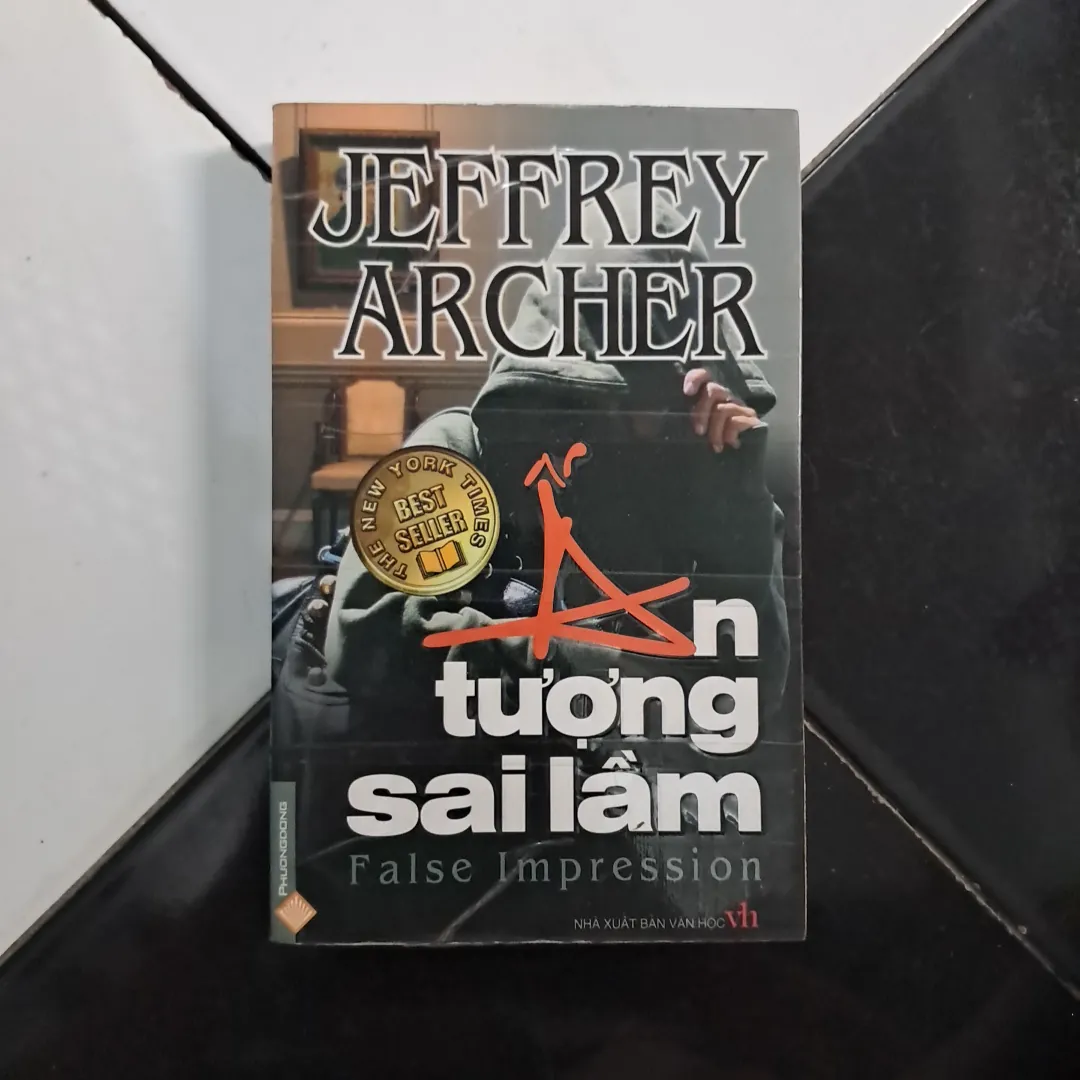 JEFFREY
ARCHER
THE NEW YORK TIMES
BEST
SELLER
Ấn
tượng
sai lầm
False Impression
PHUONGDONG
NHÀ XUẤT BẢN VĂN HỌC vh